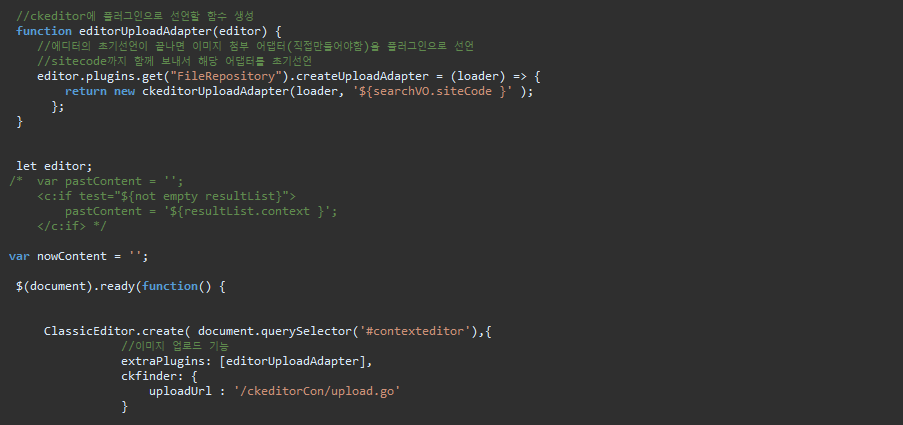 //ckeditor에 플러그인으로 선언할 함수 생성
function editorUploadAdapter(editor) {
//에디터의 초기선언이 끝나면 이미지 첨부 어댑터(직접만들어야함)을 플러그인으로 선언
//sitecode까지 함께 보내서 해당 어댑터를 초기선언
editor.plugins.get("FileRepository").createUploadAdapter = (loader) => {
return new ckeditorUploadAdapter(loader, '${searchVO.siteCode }' );
};
}
let editor;
/*  var pastContent = '';
<c:if test="${not empty resultList}">
pastContent = '${resultList.context }';
</c:if> */
var nowContent = '';
$(document).ready(function() {
ClassicEditor.create( document.querySelector('#contexteditor'),{
//이미지 업로드 기능
extraPlugins: [editorUploadAdapter],
ckfinder: {
uploadUrl : '/ckeditorCon/upload.go'
}